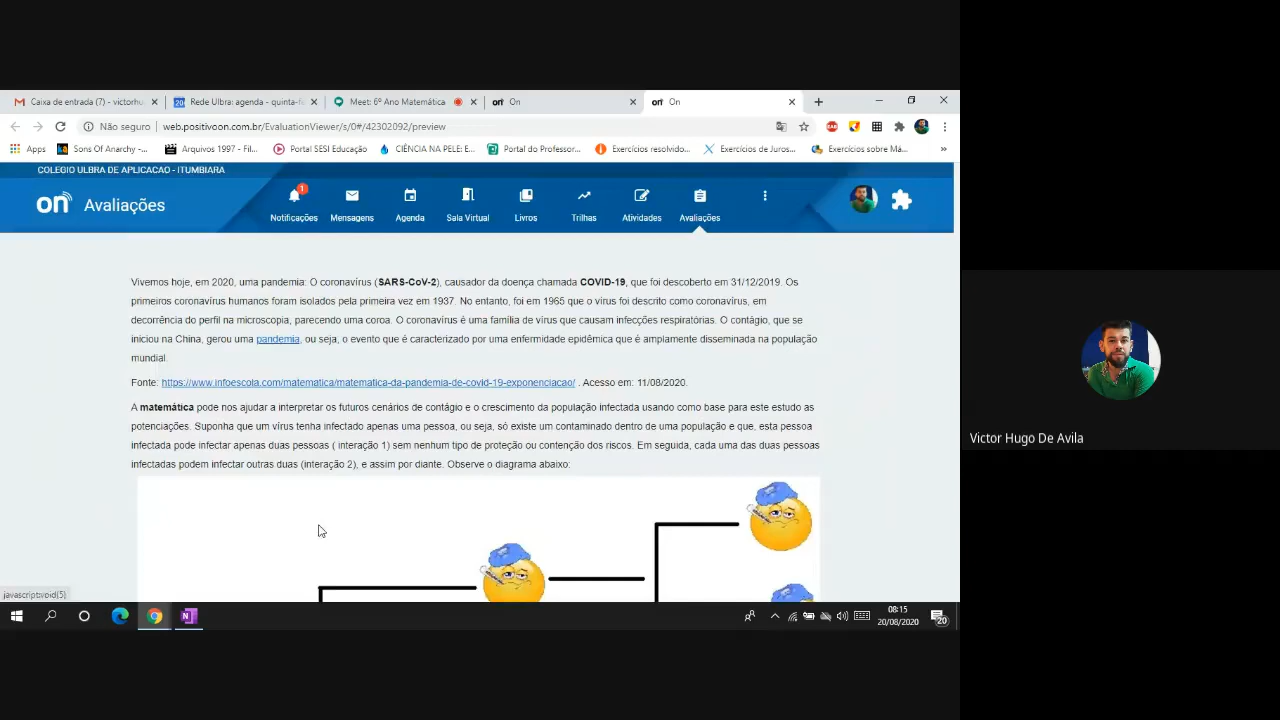 Caixa de entrada (7) - victorhu
Rede Ulbra: agenda - quinta-fe
Meet: 6º Ano Matemática
On
On
Não seguro
web.positivoon.com.br/EvaluationViewer/s/0#/42302092/preview
Apps
Sons Of Anarchy -...
Arquivos 1997 - Fil...
Portal SESI Educação
CIÊNCIA NA PELE: E...
Portal do Professor...
Exercícios resolvido...
Exercícios de Juros...
Exercícios sobre Má...
COLEGIO ULBRA DE APLICACAO - ITUMBIARA
on
Avaliações
1
Notificações
Mensagens
Agenda
Sala Virtual
Livros
Trilhas
Atividades
Avaliações
Vivemos hoje, em 2020, uma pandemia: O coronavírus (SARS-CoV-2), causador da doença chamada COVID-19, que foi descoberto em 31/12/2019. Os
primeiros coronavírus humanos foram isolados pela primeira vez em 1937. No entanto, foi em 1965 que o vírus foi descrito como coronavírus, em
decorrência do perfil na microscopia, parecendo uma coroa. O coronavírus é uma família de vírus que causam infecções respiratórias. O contágio, que se
iniciou na China, gerou uma pandemia, ou seja, o evento que é caracterizado por uma enfermidade epidêmica que é amplamente disseminada na população
mundial.
Fonte: https://www.infoescola.com/matematica/matematica-da-pandemia-de-covid-19-exponenciacao/ . Acesso em: 11/08/2020.
A matemática pode nos ajudar a interpretar os futuros cenários de contágio e o crescimento da população infectada usando como base para este estudo as
potenciações. Suponha que um vírus tenha infectado apenas uma pessoa, ou seja, só existe um contaminado dentro de uma população e que, esta pessoa
infectada pode infectar apenas duas pessoas ( interação 1) sem nenhum tipo de proteção ou contenção dos riscos. Em seguida, cada uma das duas pessoas
infectadas podem infectar outras duas (interação 2), e assim por diante. Observe o diagrama abaixo:
javascript:void(5)
08:15
20/08/2020
20
Victor Hugo De Avila